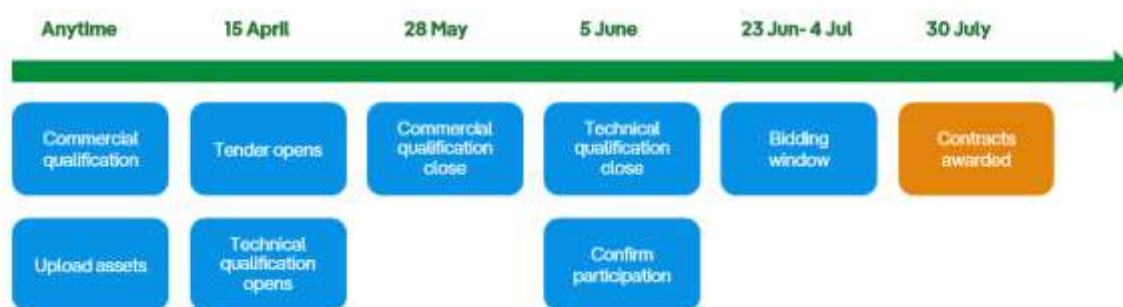 Anytime
15 April
28 May
5 June
23 Jun- 4 Jul
30 July
Commercial
qualification
Tender opens
Commercial
qualification
close
Technical
qualification
close
Bidding
window
Contracts
awarded
Upload assets
Technical
qualification
opens
Confirm
participation